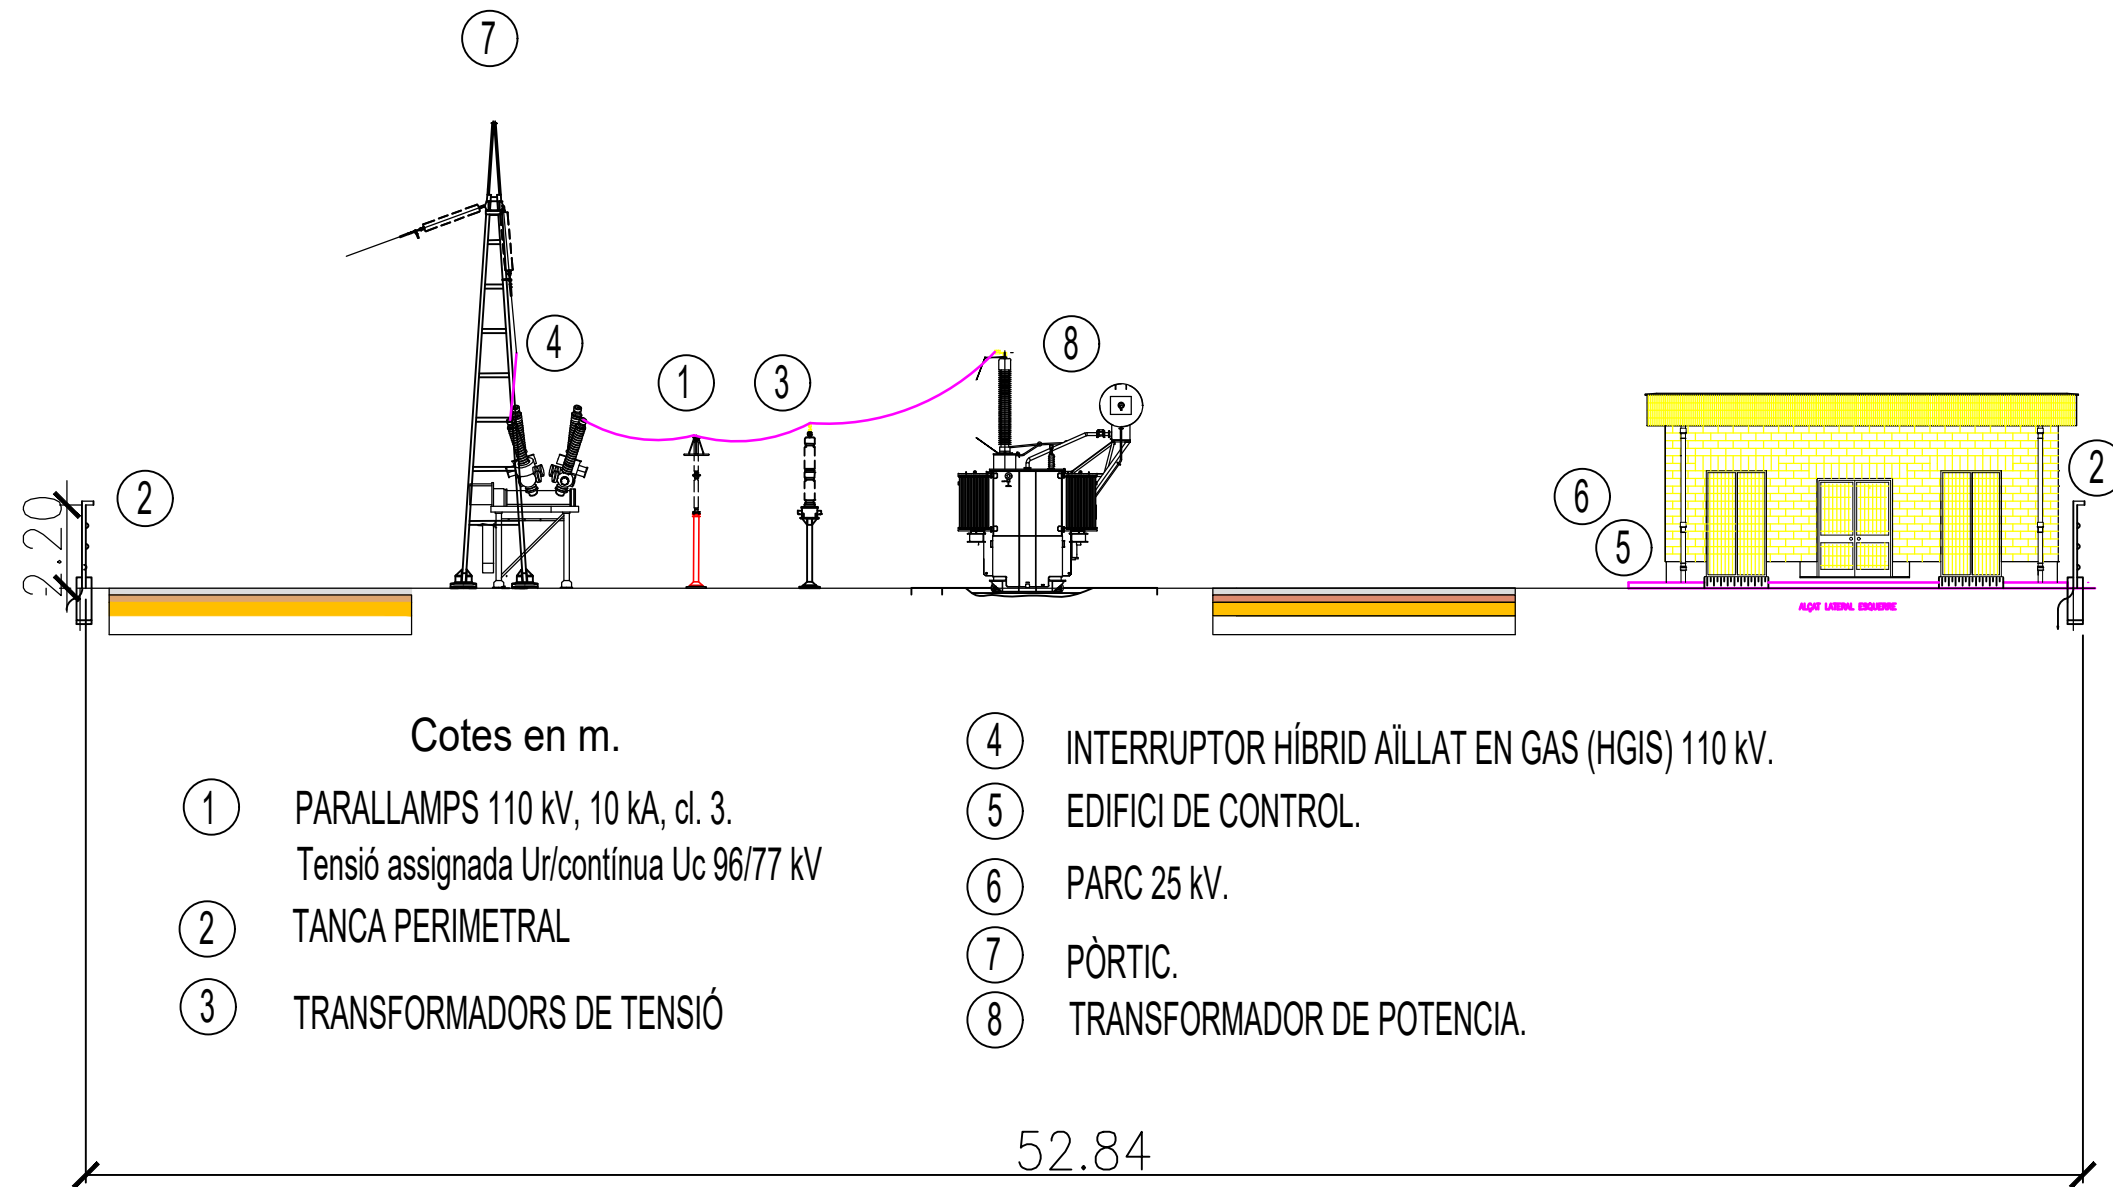 7
4
1
3
8
2
2
6
5
2.20
ALÇAT LATERAL ESQUERRE
Cotes en m.
1 PARALLAMPS 110 kV, 10 kA, cl. 3.
Tensió assignada Ur/contínua Uc 96/77 kV
2 TANCA PERIMETRAL
3 TRANSFORMADORS DE TENSIÓ
4 INTERRUPTOR HÍBRID AÏLLAT EN GAS (HGIS) 110 kV.
5 EDIFICI DE CONTROL.
6 PARC 25 kV.
7 PÒRTIC.
8 TRANSFORMADOR DE POTENCIA.
52.84